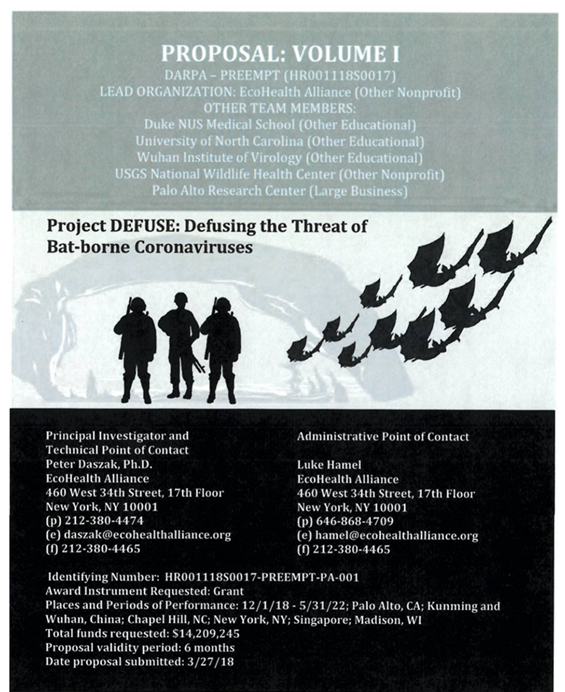 PROPOSAL: VOLUME I
DARPA – PREEMPT (HR001118S0017)
LEAD ORGANIZATION: EcoHealth Alliance (Other Nonprofit)
OTHER TEAM MEMBERS:
Duke NUS Medical School (Other Educational)
University of North Carolina (Other Educational)
Wuhan Institute of Virology (Other Educational)
USGS National Wildlife Health Center (Other Nonprofit)
Palo Alto Research Center (Large Business)
Project DEFUSE: Defusing the Threat of
Bat-borne Coronaviruses
Principal Investigator and
Technical Point of Contact
Peter Daszak, Ph.D.
EcoHealth Alliance
460 West 34th Street, 17th Floor
New York, NY 10001
(p) 212-380-4474
(e) daszak@ecohealthalliance.org
(f) 212-380-4465
Administrative Point of Contact
Luke Hamel
EcoHealth Alliance
460 West 34th Street, 17th Floor
New York, NY 10001
(p) 646-868-4709
(e) hamel@ecohealthalliance.org
(f) 212-380-4465
Identifying Number: HR001118S0017-PREEMPT-PA-001
Award Instrument Requested: Grant
Places and Periods of Performance: 12/1/18 - 5/31/22; Palo Alto, CA; Kunming and
Wuhan, China; Chapel Hill, NC; New York, NY; Singapore; Madison, WI
Total funds requested: $14,209,245
Proposal validity period: 6 months
Date proposal submitted: 3/27/18